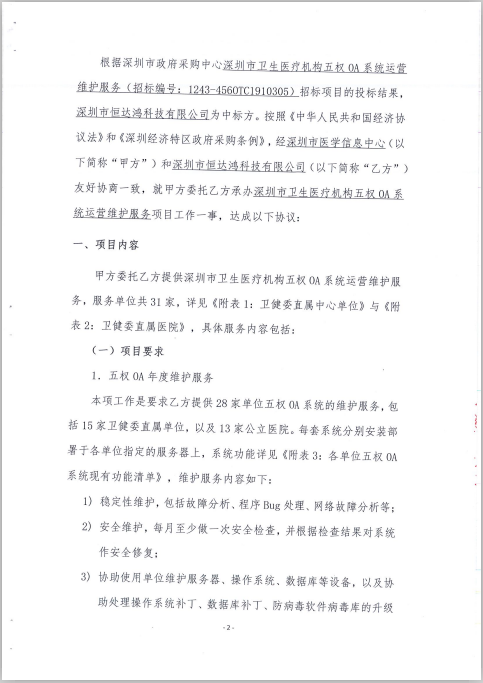 根据深圳市政府采购中心深圳市卫生医疗机构五权 OA 系统运营
维护服务（招标编号：1243-4560TC1910305）招标项目的投标结果，
深圳市恒达鸿科技有限公司为中标方。按照《中华人民共和国经济协
议法》和《深圳经济特区政府采购条例》，经深圳市医学信息中心（以
下简称“甲方”）和深圳市恒达鸿科技有限公司（以下简称“乙方”）
友好协商一致，就甲方委托乙方承办深圳市卫生医疗机构五权 OA 系
统运营维护服务项目工作一事，达成以下协议：
一、项目内容
甲方委托乙方提供深圳市卫生医疗机构五权 OA 系统运营维护服
务，服务单位共 31 家，详见《附表 1：卫健委直属中心单位》与《附
表 2：卫健委直属医院》，具体服务内容包括：
（一）项目要求
1．五权 OA 年度维护服务
本项工作是要求乙方提供 28 家单位五权 OA 系统的维护服务，包
括 15 家卫健委直属单位，以及 13 家公立医院。每套系统分别安装部
署于各单位指定的服务器上，系统功能详见《附表 3：各单位五权 OA
系统现有功能清单》，维护服务内容如下：
1) 稳定性维护，包括故障分析、程序 Bug 处理、网络故障分析等；
2) 安全维护，每月至少做一次安全检查，并根据检查结果对系统
作安全修复；
3) 协助使用单位维护服务器、操作系统、数据库等设备，以及协
助处理操作系统补丁、数据库补丁、防病毒软件病毒库的升级
- 2 -